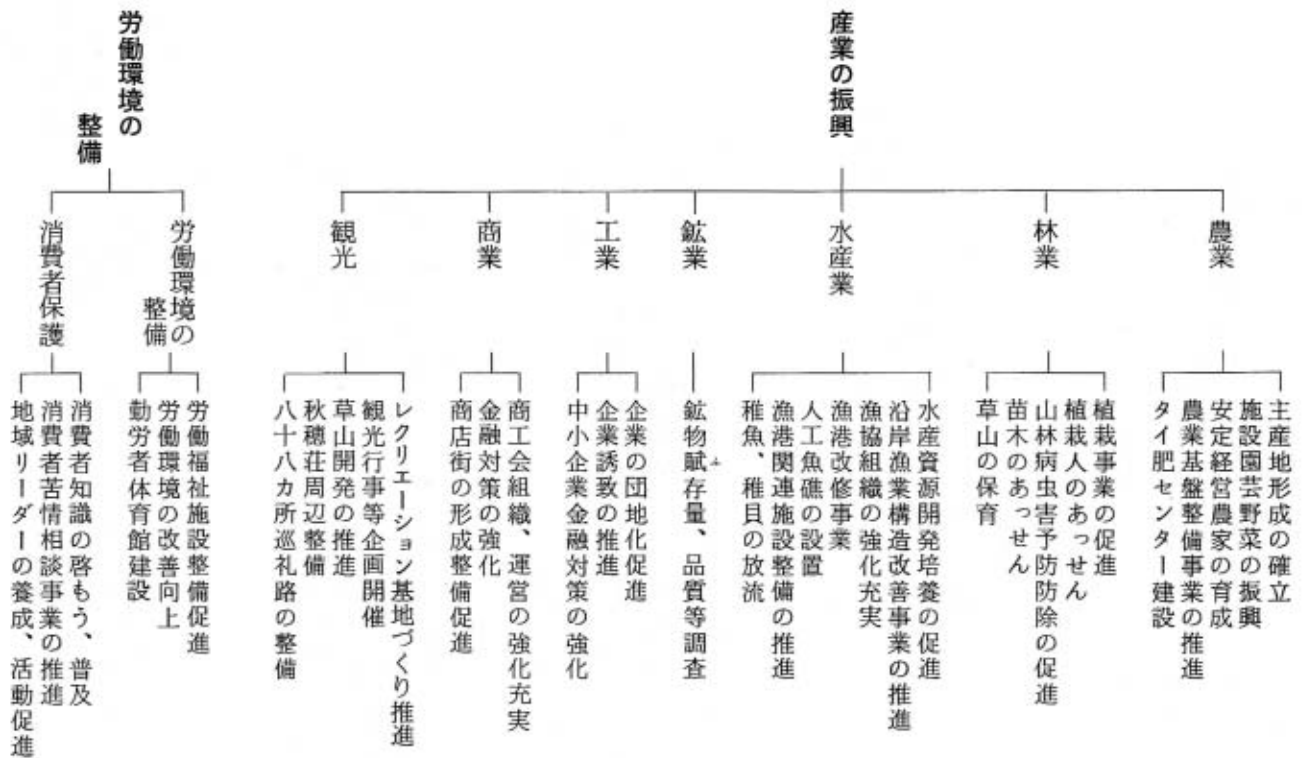 産業の振興
農業
主産地形成の確立
施設園芸野菜の振興
安定経営農家の育成
農業基盤整備事業の推進
タイ肥センター建設
林業
植栽事業の促進
植栽人のあっせん
山林病虫害予防防除の促進
苗木のあっせん
草山の保育
水産業
水産資源開発培養の促進
沿岸漁業構造改善事業の推進
漁協組織の強化充実
漁港改修事業
人工魚礁の設置
漁港関連施設整備の推進
稚魚、稚貝の放流
鉱業
鉱物賦存量、品質等調査
ふ
工業
企業の団地化促進
企業誘致の推進
中小企業金融対策の強化
商業
商工会組織、運営の強化充実
金融対策の強化
商店街の形成整備促進
観光
レクリエーション基地づくり推進
観光行事等企画開催
草山開発の推進
秋穂荘周辺整備
八十八カ所巡礼路の整備
労働環境の
整備
労働環境の
整備
労働福祉施設整備促進
労働環境の改善向上
勤労者体育館建設
消費者保護
消費者知識の啓もう、普及
消費者苦情相談事業の推進
地域リーダーの養成、活動促進